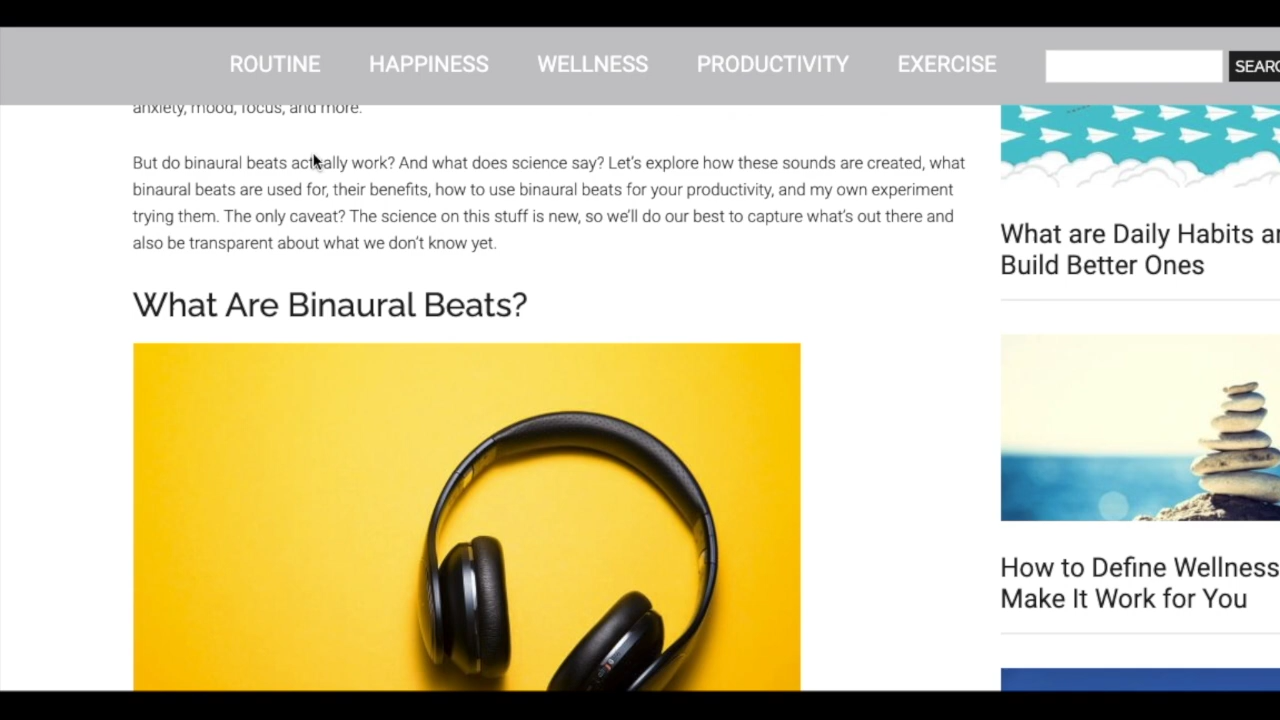 ROUTINE HAPPINESS WELLNESS PRODUCTIVITY EXERCISE SEARC
anxiety, mood, focus, and more.
But do binaural beats actually work? And what does science say? Let's explore how these sounds are created, what
binaural beats are used for, their benefits, how to use binaural beats for your productivity, and my own experiment
trying them. The only caveat? The science on this stuff is new, so we'll do our best to capture what's out there and
also be transparent about what we don't know yet.
What Are Binaural Beats?
What are Daily Habits an
Build Better Ones
How to Define Wellness
Make It Work for You